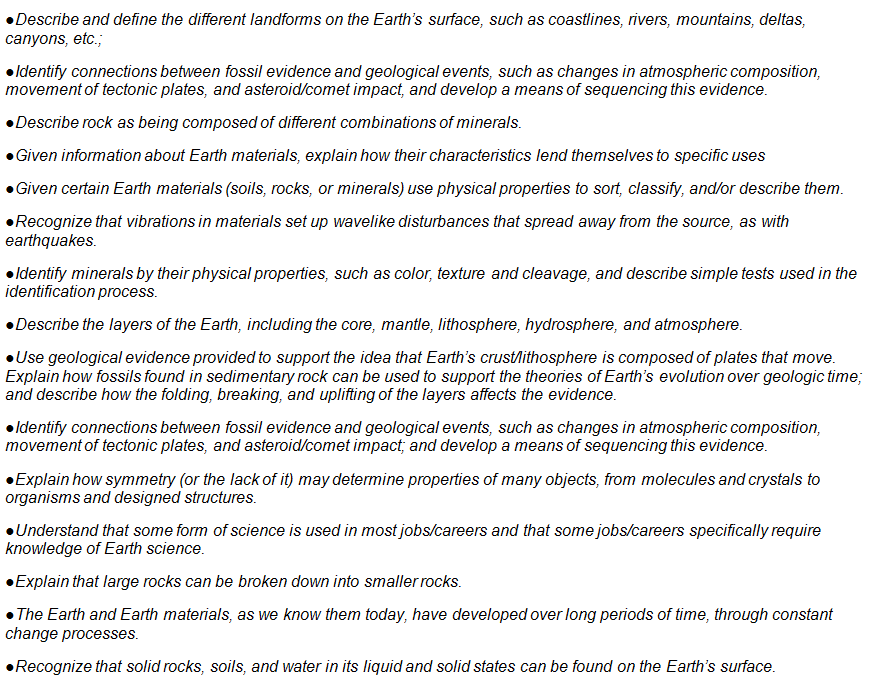 ●Describe and define the different landforms on the Earth's surface, such as coastlines, rivers, mountains, deltas,
canyons, etc.;
●Identify connections between fossil evidence and geological events, such as changes in atmospheric composition,
movement of tectonic plates, and asteroid/comet impact, and develop a means of sequencing this evidence.
●Describe rock as being composed of different combinations of minerals.
●Given information about Earth materials, explain how their characteristics lend themselves to specific uses
●Given certain Earth materials (soils, rocks, or minerals) use physical properties to sort, classify, and/or describe them.
●Recognize that vibrations in materials set up wavelike disturbances that spread away from the source, as with
earthquakes.
●Identify minerals by their physical properties, such as color, texture and cleavage, and describe simple tests used in the
identification process.
●Describe the layers of the Earth, including the core, mantle, lithosphere, hydrosphere, and atmosphere.
●Use geological evidence provided to support the idea that Earth's crust/lithosphere is composed of plates that move.
Explain how fossils found in sedimentary rock can be used to support the theories of Earth's evolution over geologic time;
and describe how the folding, breaking, and uplifting of the layers affects the evidence.
●Identify connections between fossil evidence and geological events, such as changes in atmospheric composition,
movement of tectonic plates, and asteroid/comet impact; and develop a means of sequencing this evidence.
●Explain how symmetry (or the lack of it) may determine properties of many objects, from molecules and crystals to
organisms and designed structures.
●Understand that some form of science is used in most jobs/careers and that some jobs/careers specifically require
knowledge of Earth science.
●Explain that large rocks can be broken down into smaller rocks.
●The Earth and Earth materials, as we know them today, have developed over long periods of time, through constant
change processes.
●Recognize that solid rocks, soils, and water in its liquid and solid states can be found on the Earth's surface.